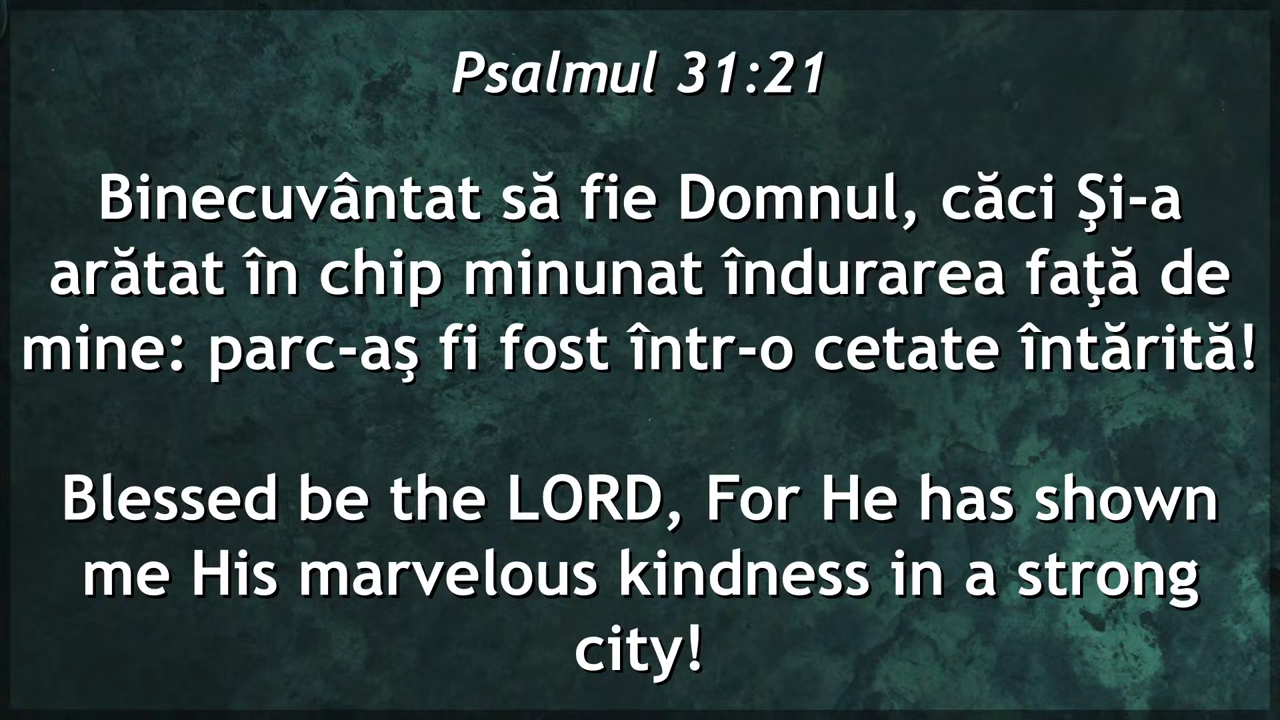 Psalmul 31:21
Binecuvântat să fie Domnul, căci Şi-a
arătat în chip minunat îndurarea faţă de
mine: parc-aş fi fost într-o cetate întărită!
Blessed be the LORD, For He has shown
me His marvelous kindness in a strong
city!